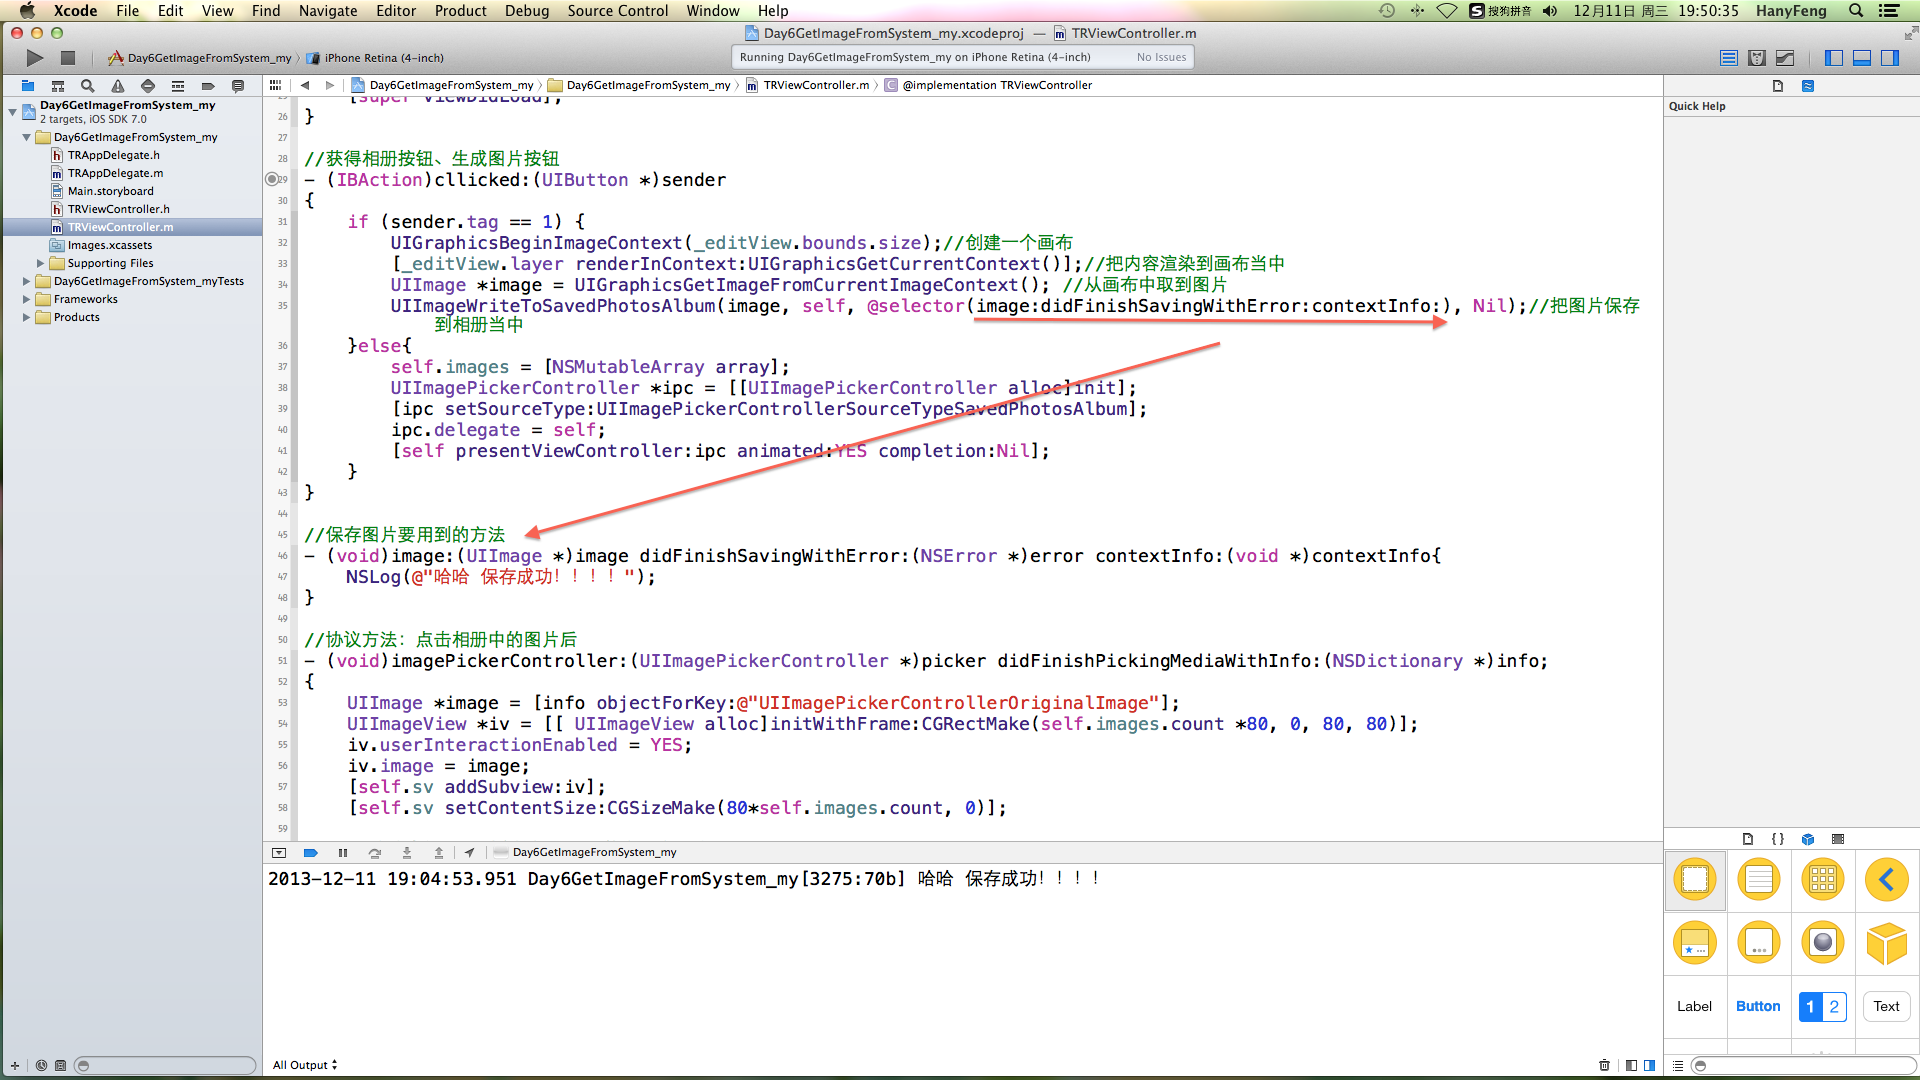 Xcode File Edit View Find Navigate Editor Product Debug Source Control Window Help
搜狗拼音 12月11日 周三 19:50:35 HanyFeng
Day6GetImageFromSystem_my.xcodeproj — TRViewController.m
Day6GetImageFromSystem_my iPhone Retina (4-inch)
Running Day6GetImageFromSystem_my on iPhone Retina (4-inch) No Issues
Day6GetImageFromSystem_my Day6GetImageFromSystem_my TRViewController.m @implementation TRViewController
Day6GetImageFromSystem_my
2 targets, iOS SDK 7.0
Day6GetImageFromSystem_my
TRAppDelegate.h
TRAppDelegate.m
Main.storyboard
TRViewController.h
TRViewController.m
Images.xcassets
Supporting Files
Day6GetImageFromSystem_myTests
Frameworks
Products
25 [super viewDidLoad];
26 }
27
28 //获得相册按钮、生成图片按钮
29 - (IBAction)cllicked:(UIButton *)sender
30 {
31 if (sender.tag == 1) {
32 UIGraphicsBeginImageContext(_editView.bounds.size);//创建一个画布
33 [_editView.layer renderInContext:UIGraphicsGetCurrentContext()];//把内容渲染到画布当中
34 UIImage *image = UIGraphicsGetImageFromCurrentImageContext(); //从画布中取到图片
35 UIImageWriteToSavedPhotosAlbum(image, self, @selector(image:didFinishSavingWithError:contextInfo:), Nil);//把图片保存
到相册当中
36 }else{
37 self.images = [NSMutableArray array];
38 UIImagePickerController *ipc = [[UIImagePickerController alloc]init];
39 [ipc setSourceType:UIImagePickerControllerSourceTypeSavedPhotosAlbum];
40 ipc.delegate = self;
41 [self presentViewController:ipc animated:YES completion:Nil];
42 }
43 }
44
45 //保存图片要用到的方法
46 - (void)image:(UIImage *)image didFinishSavingWithError:(NSError *)error contextInfo:(void *)contextInfo{
47 NSLog(@"哈哈 保存成功！！！！");
48 }
49
50 //协议方法：点击相册中的图片后
51 - (void)imagePickerController:(UIImagePickerController *)picker didFinishPickingMediaWithInfo:(NSDictionary *)info;
52 {
53 UIImage *image = [info objectForKey:@"UIImagePickerControllerOriginalImage"];
54 UIImageView *iv = [[ UIImageView alloc]initWithFrame:CGRectMake(self.images.count *80, 0, 80, 80)];
55 iv.userInteractionEnabled = YES;
56 iv.image = image;
57 [self.sv addSubview:iv];
58 [self.sv setContentSize:CGSizeMake(80*self.images.count, 0)];
59
Day6GetImageFromSystem_my
2013-12-11 19:04:53.951 Day6GetImageFromSystem_my[3275:70b] 哈哈 保存成功！！！！
All Output
Quick Help
Label Button 1 2 Text